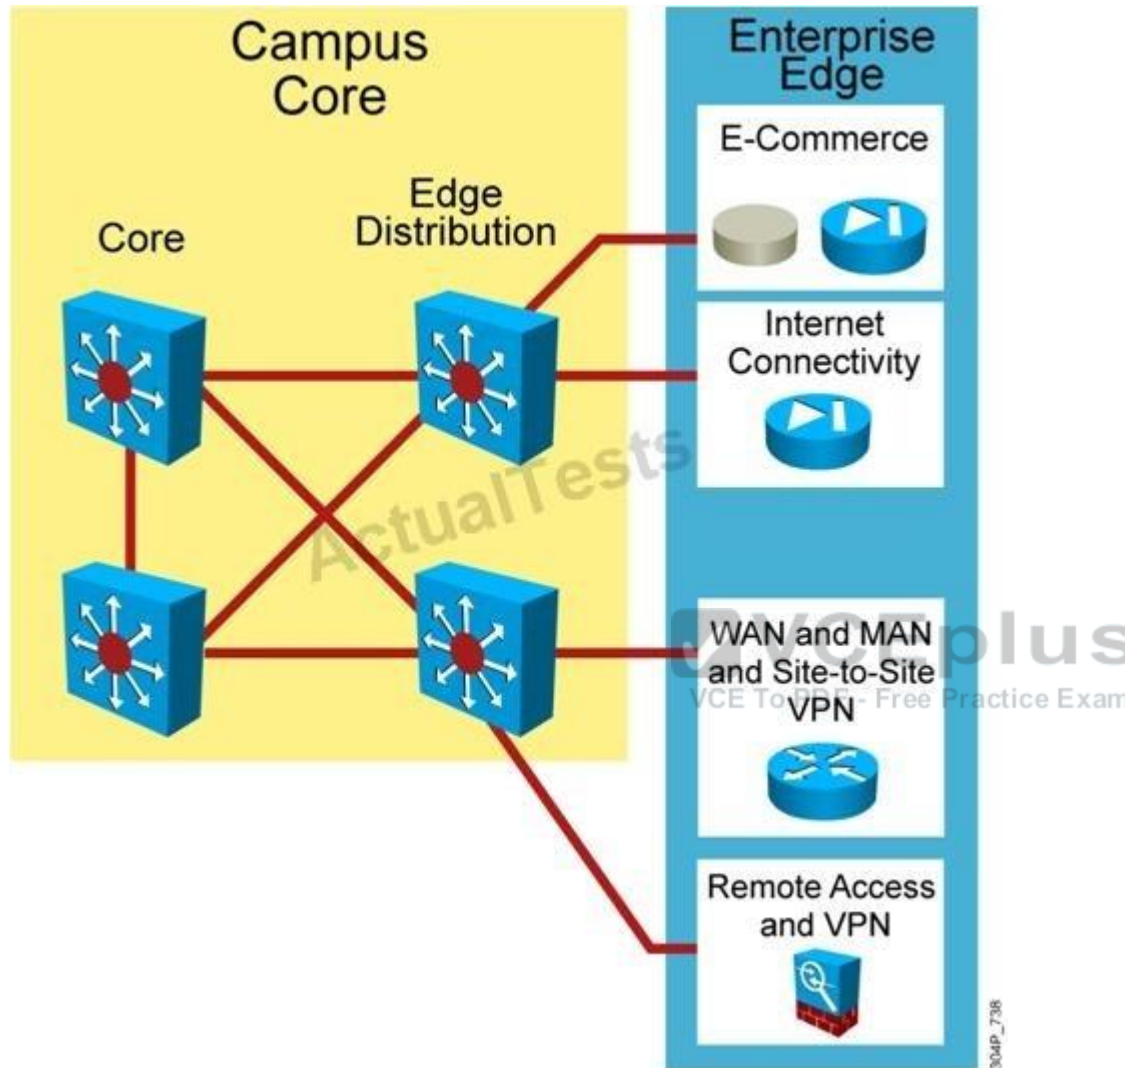 Campus
Core
Enterprise
Edge
E-Commerce
Edge
Distribution
Core
Internet
Connectivity
ActualTests
WAN and MAN
and Site-to-Site
VPN
VCEplus
VCE To PDF - Free Practice Exam
Remote Access
and VPN
304P_738